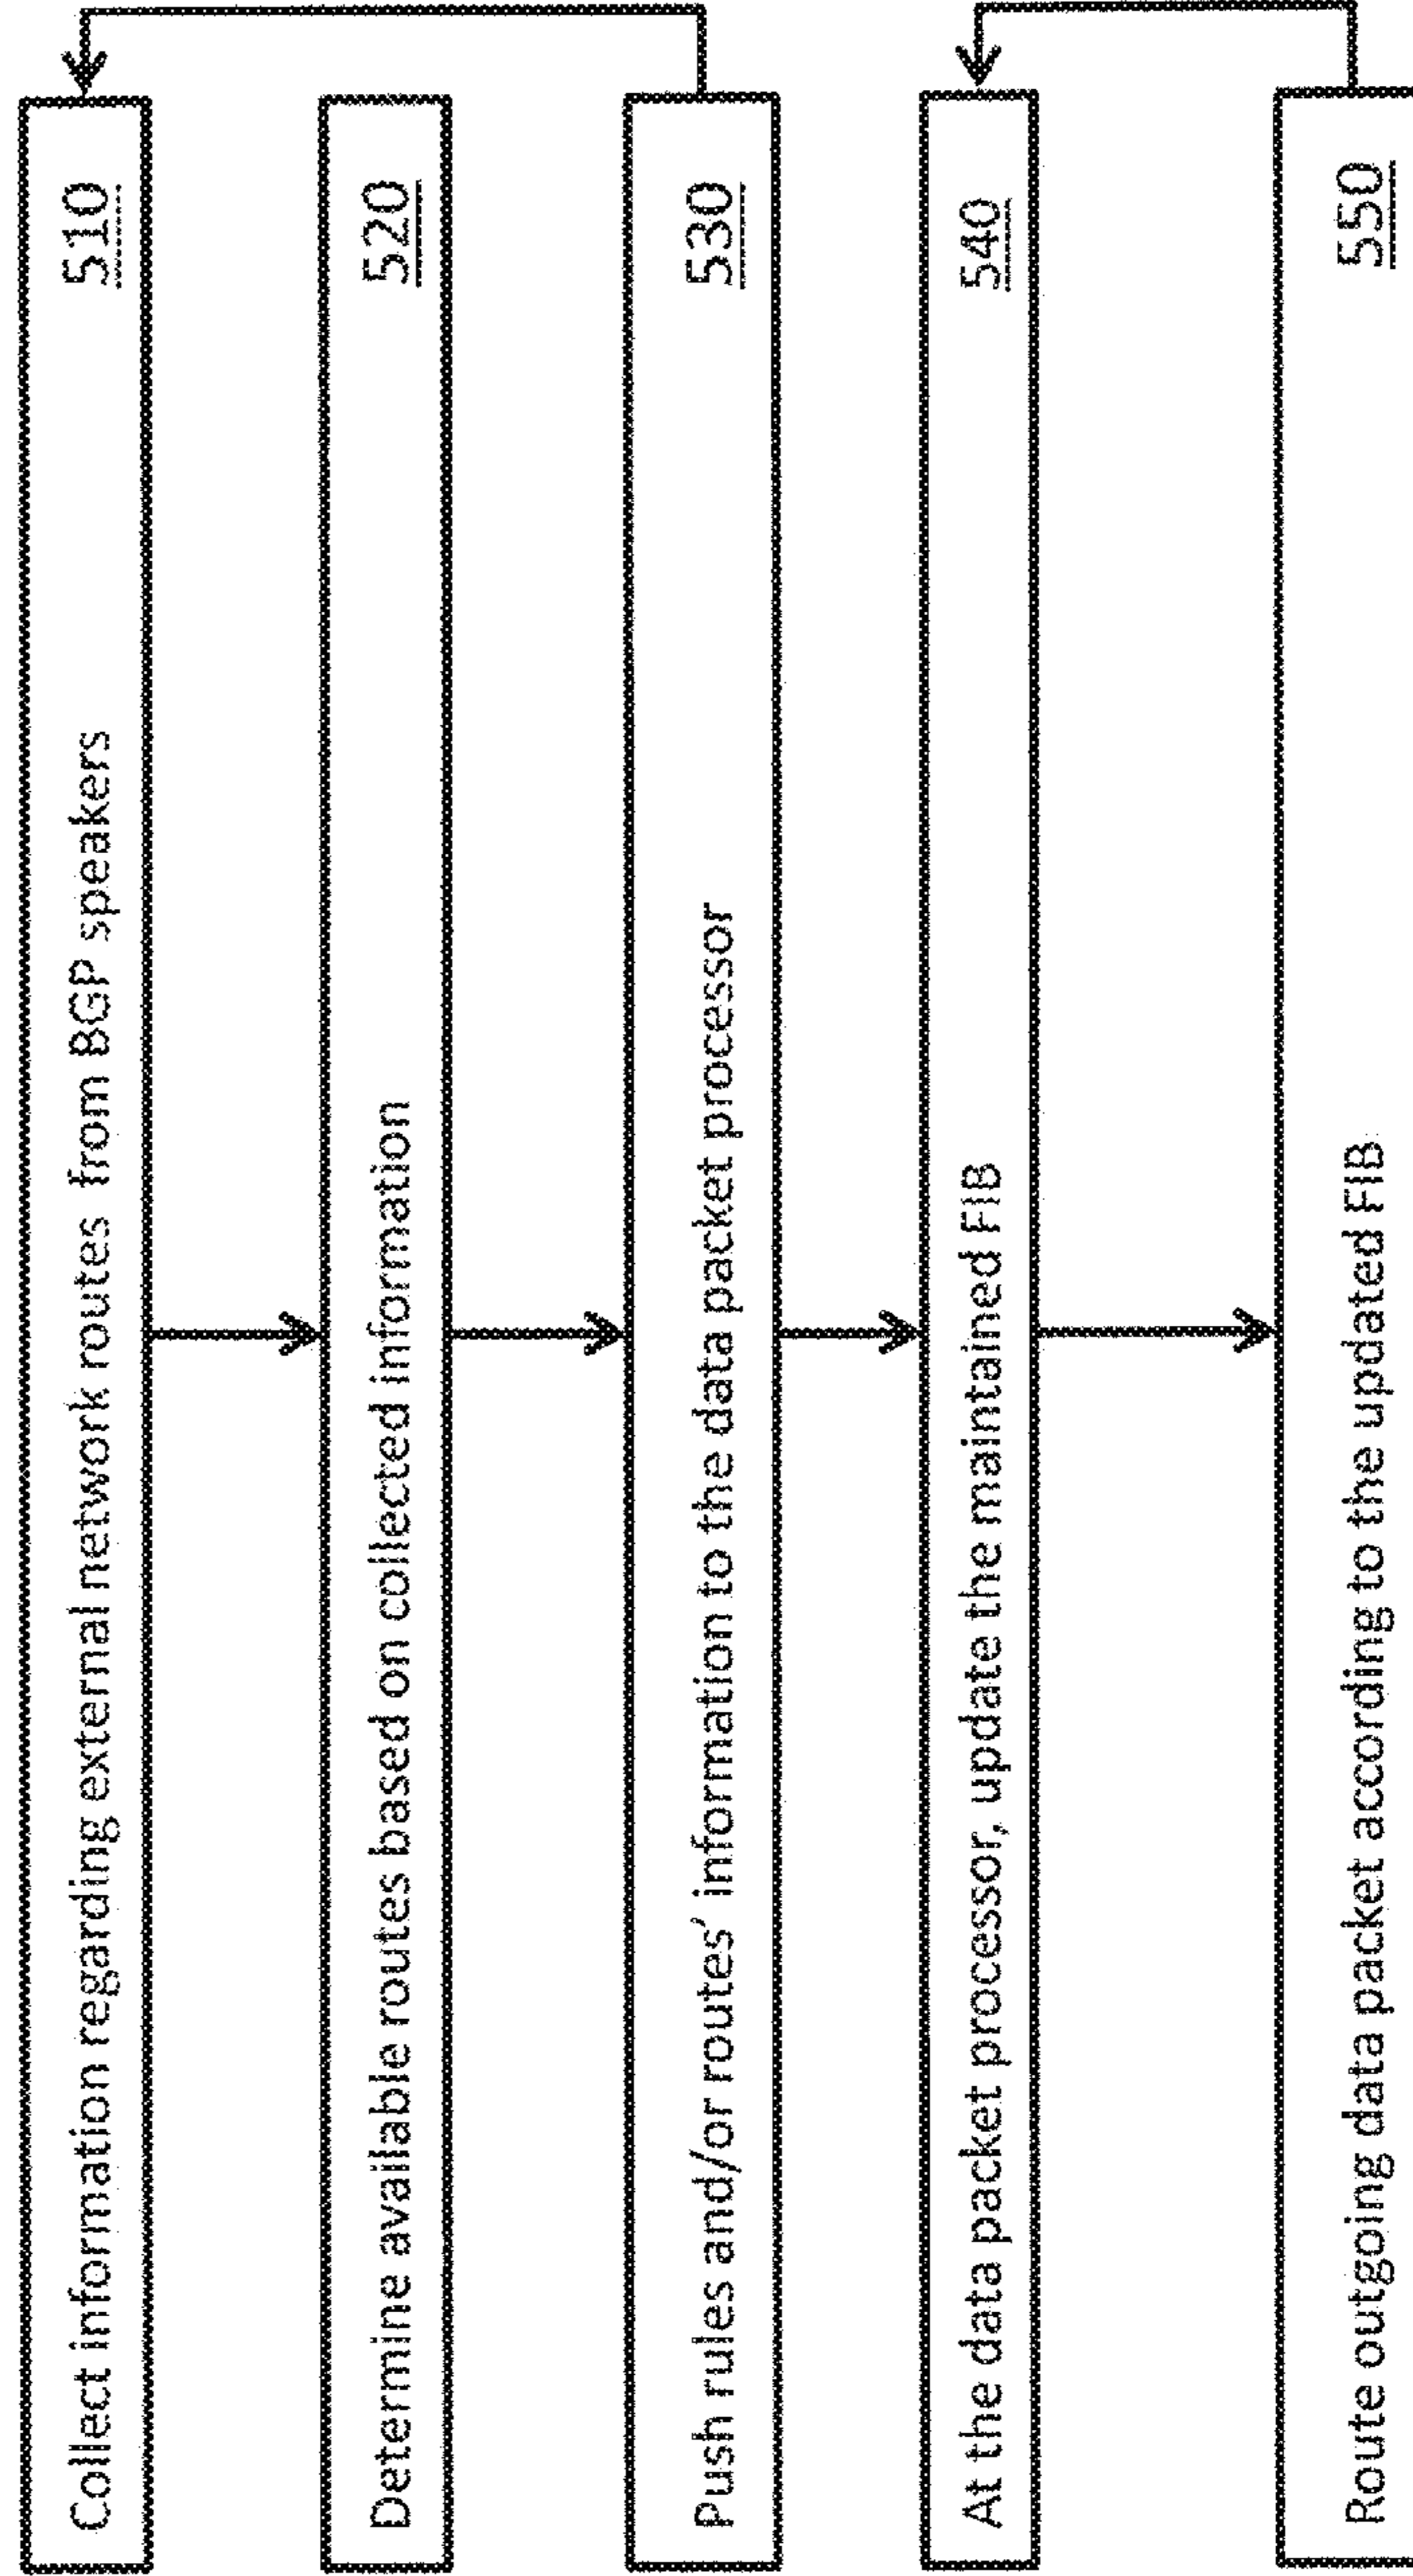 Collect information regarding external network routes from BGP speakers 510
Determine available routes based on collected information 520
Push rules and/or routes’ information to the data packet processor 530
At the data packet processor, update the maintained FIB 540
Route outgoing data packet according to the updated FIB 550